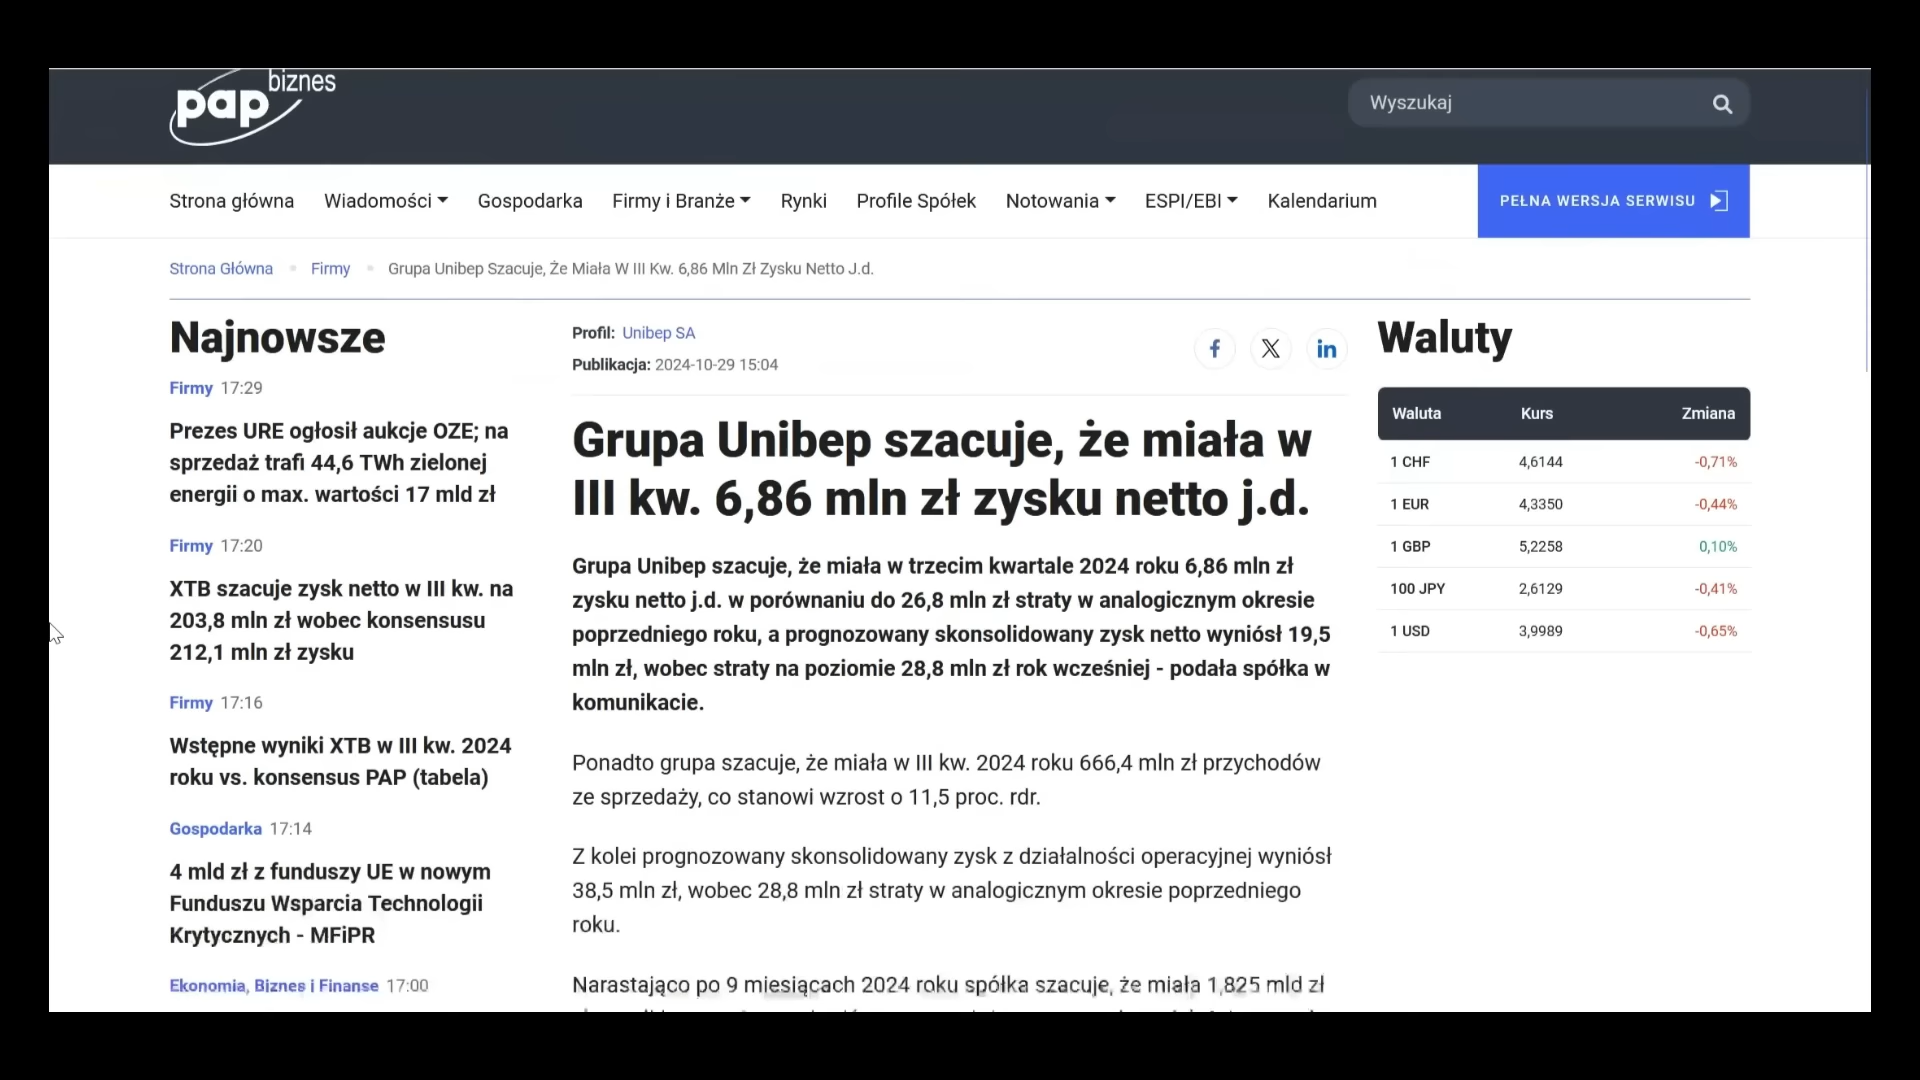 biznes
pap
Wyszukaj
Strona główna Wiadomości Gospodarka Firmy i Branże Rynki Profile Spółek Notowania ESPI/EBI Kalendarium PEŁNA WERSJA SERWISU
Strona Główna Firmy Grupa Unibep Szacuje, Że Miała W III Kw. 6,86 Mln Zł Zysku Netto J.d.
Najnowsze
Firmy 17:29
Prezes URE ogłosił aukcje OZE; na
sprzedaż trafi 44,6 TWh zielonej
energii o max. wartości 17 mld zł
Firmy 17:20
XTB szacuje zysk netto w III kw. na
203,8 mln zł wobec konsensusu
212,1 mln zł zysku
Firmy 17:16
Wstępne wyniki XTB w III kw. 2024
roku vs. konsensus PAP (tabela)
Gospodarka 17:14
4 mld zł z funduszy UE w nowym
Funduszu Wsparcia Technologii
Krytycznych - MFiPR
Ekonomia, Biznes i Finanse 17:00
Profil: Unibep SA
Publikacja: 2024-10-29 15:04
Grupa Unibep szacuje, że miała w
III kw. 6,86 mln zł zysku netto j.d.
Grupa Unibep szacuje, że miała w trzecim kwartale 2024 roku 6,86 mln zł
zysku netto j.d. w porównaniu do 26,8 mln zł straty w analogicznym okresie
poprzedniego roku, a prognozowany skonsolidowany zysk netto wyniósł 19,5
mln zł, wobec straty na poziomie 28,8 mln zł rok wcześniej - podała spółka w
komunikacie.
Ponadto grupa szacuje, że miała w III kw. 2024 roku 666,4 mln zł przychodów
ze sprzedaży, co stanowi wzrost o 11,5 proc. rdr.
Z kolei prognozowany skonsolidowany zysk z działalności operacyjnej wyniósł
38,5 mln zł, wobec 28,8 mln zł straty w analogicznym okresie poprzedniego
roku.
Narastająco po 9 miesiącach 2024 roku spółka szacuje, że miała 1,825 mld zł
Waluty
Waluta Kurs Zmiana
1 CHF 4,6144 -0,71%
1 EUR 4,3350 -0,44%
1 GBP 5,2258 0,10%
100 JPY 2,6129 -0,41%
1 USD 3,9989 -0,65%